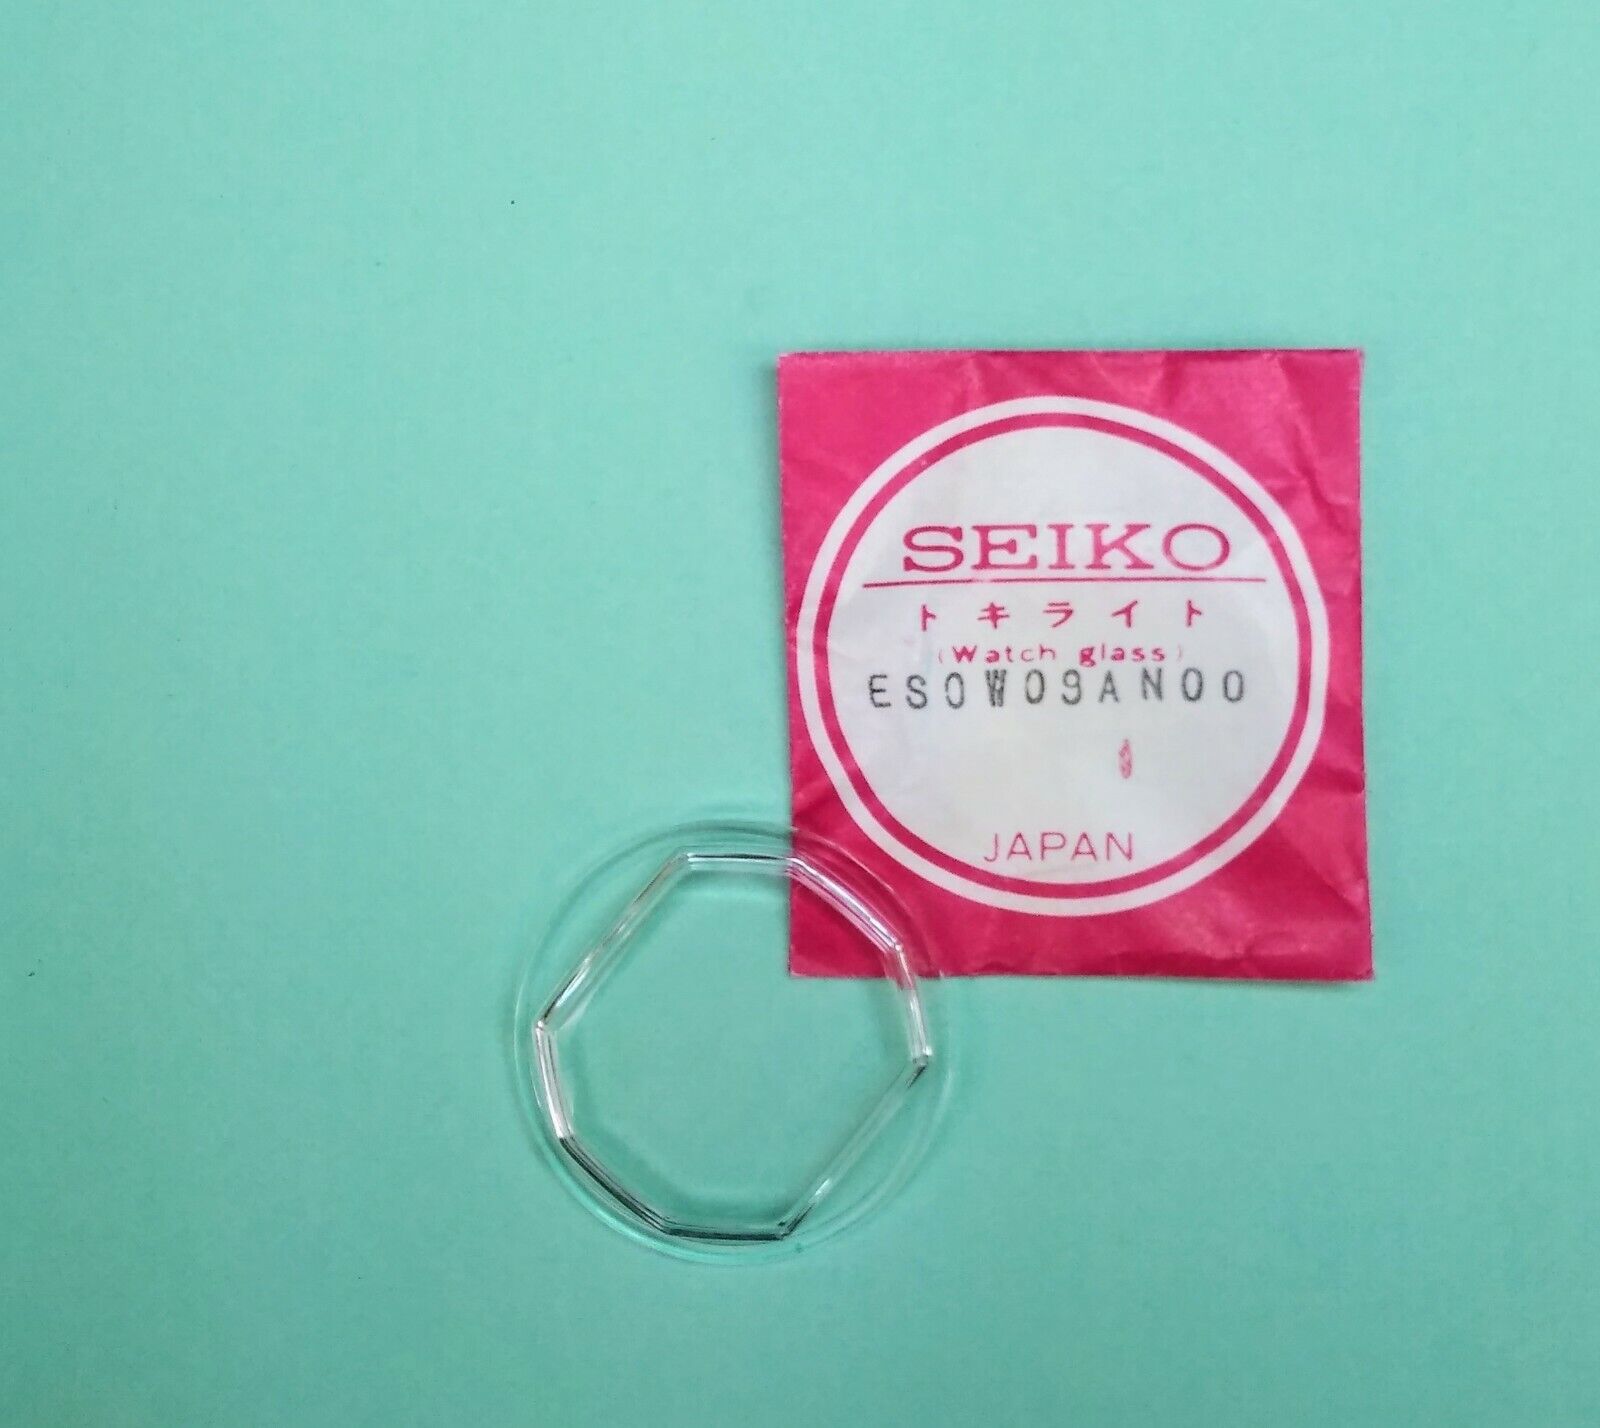 SEIKO
トキライト
(Watch glass)
ES0W09AN00
JAPAN